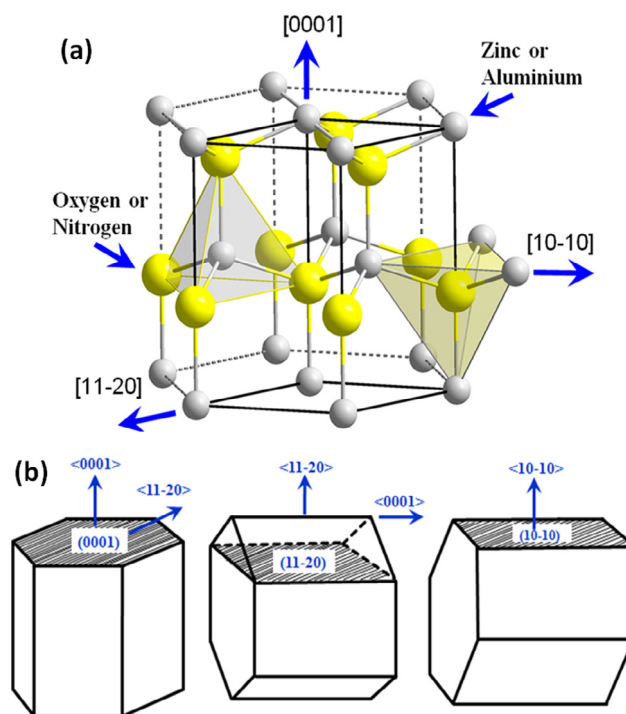 (a)
[0001]
Zinc or
Aluminium
Oxygen or
Nitrogen
[10-10]
[11-20]
(b)
<0001>
<11-20>
(0001)
<11-20>
<0001>
(11-20)
<10-10>
(10-10)